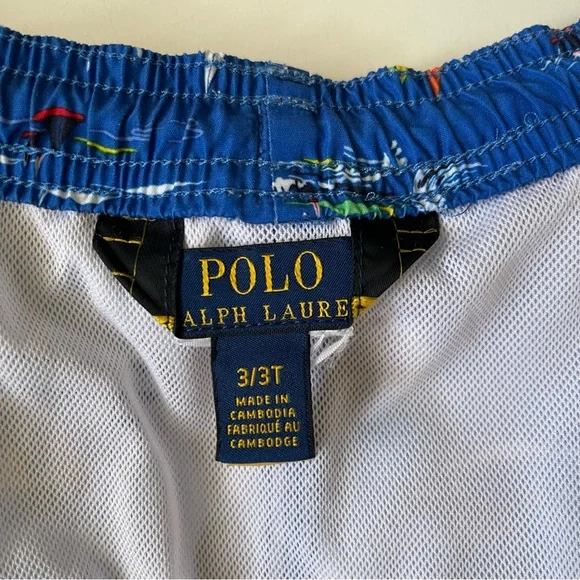 POLO
ALPH LAURE
3/3T
MADE IN
CAMBODIA
FABRIQUÉ AU
CAMBODGE